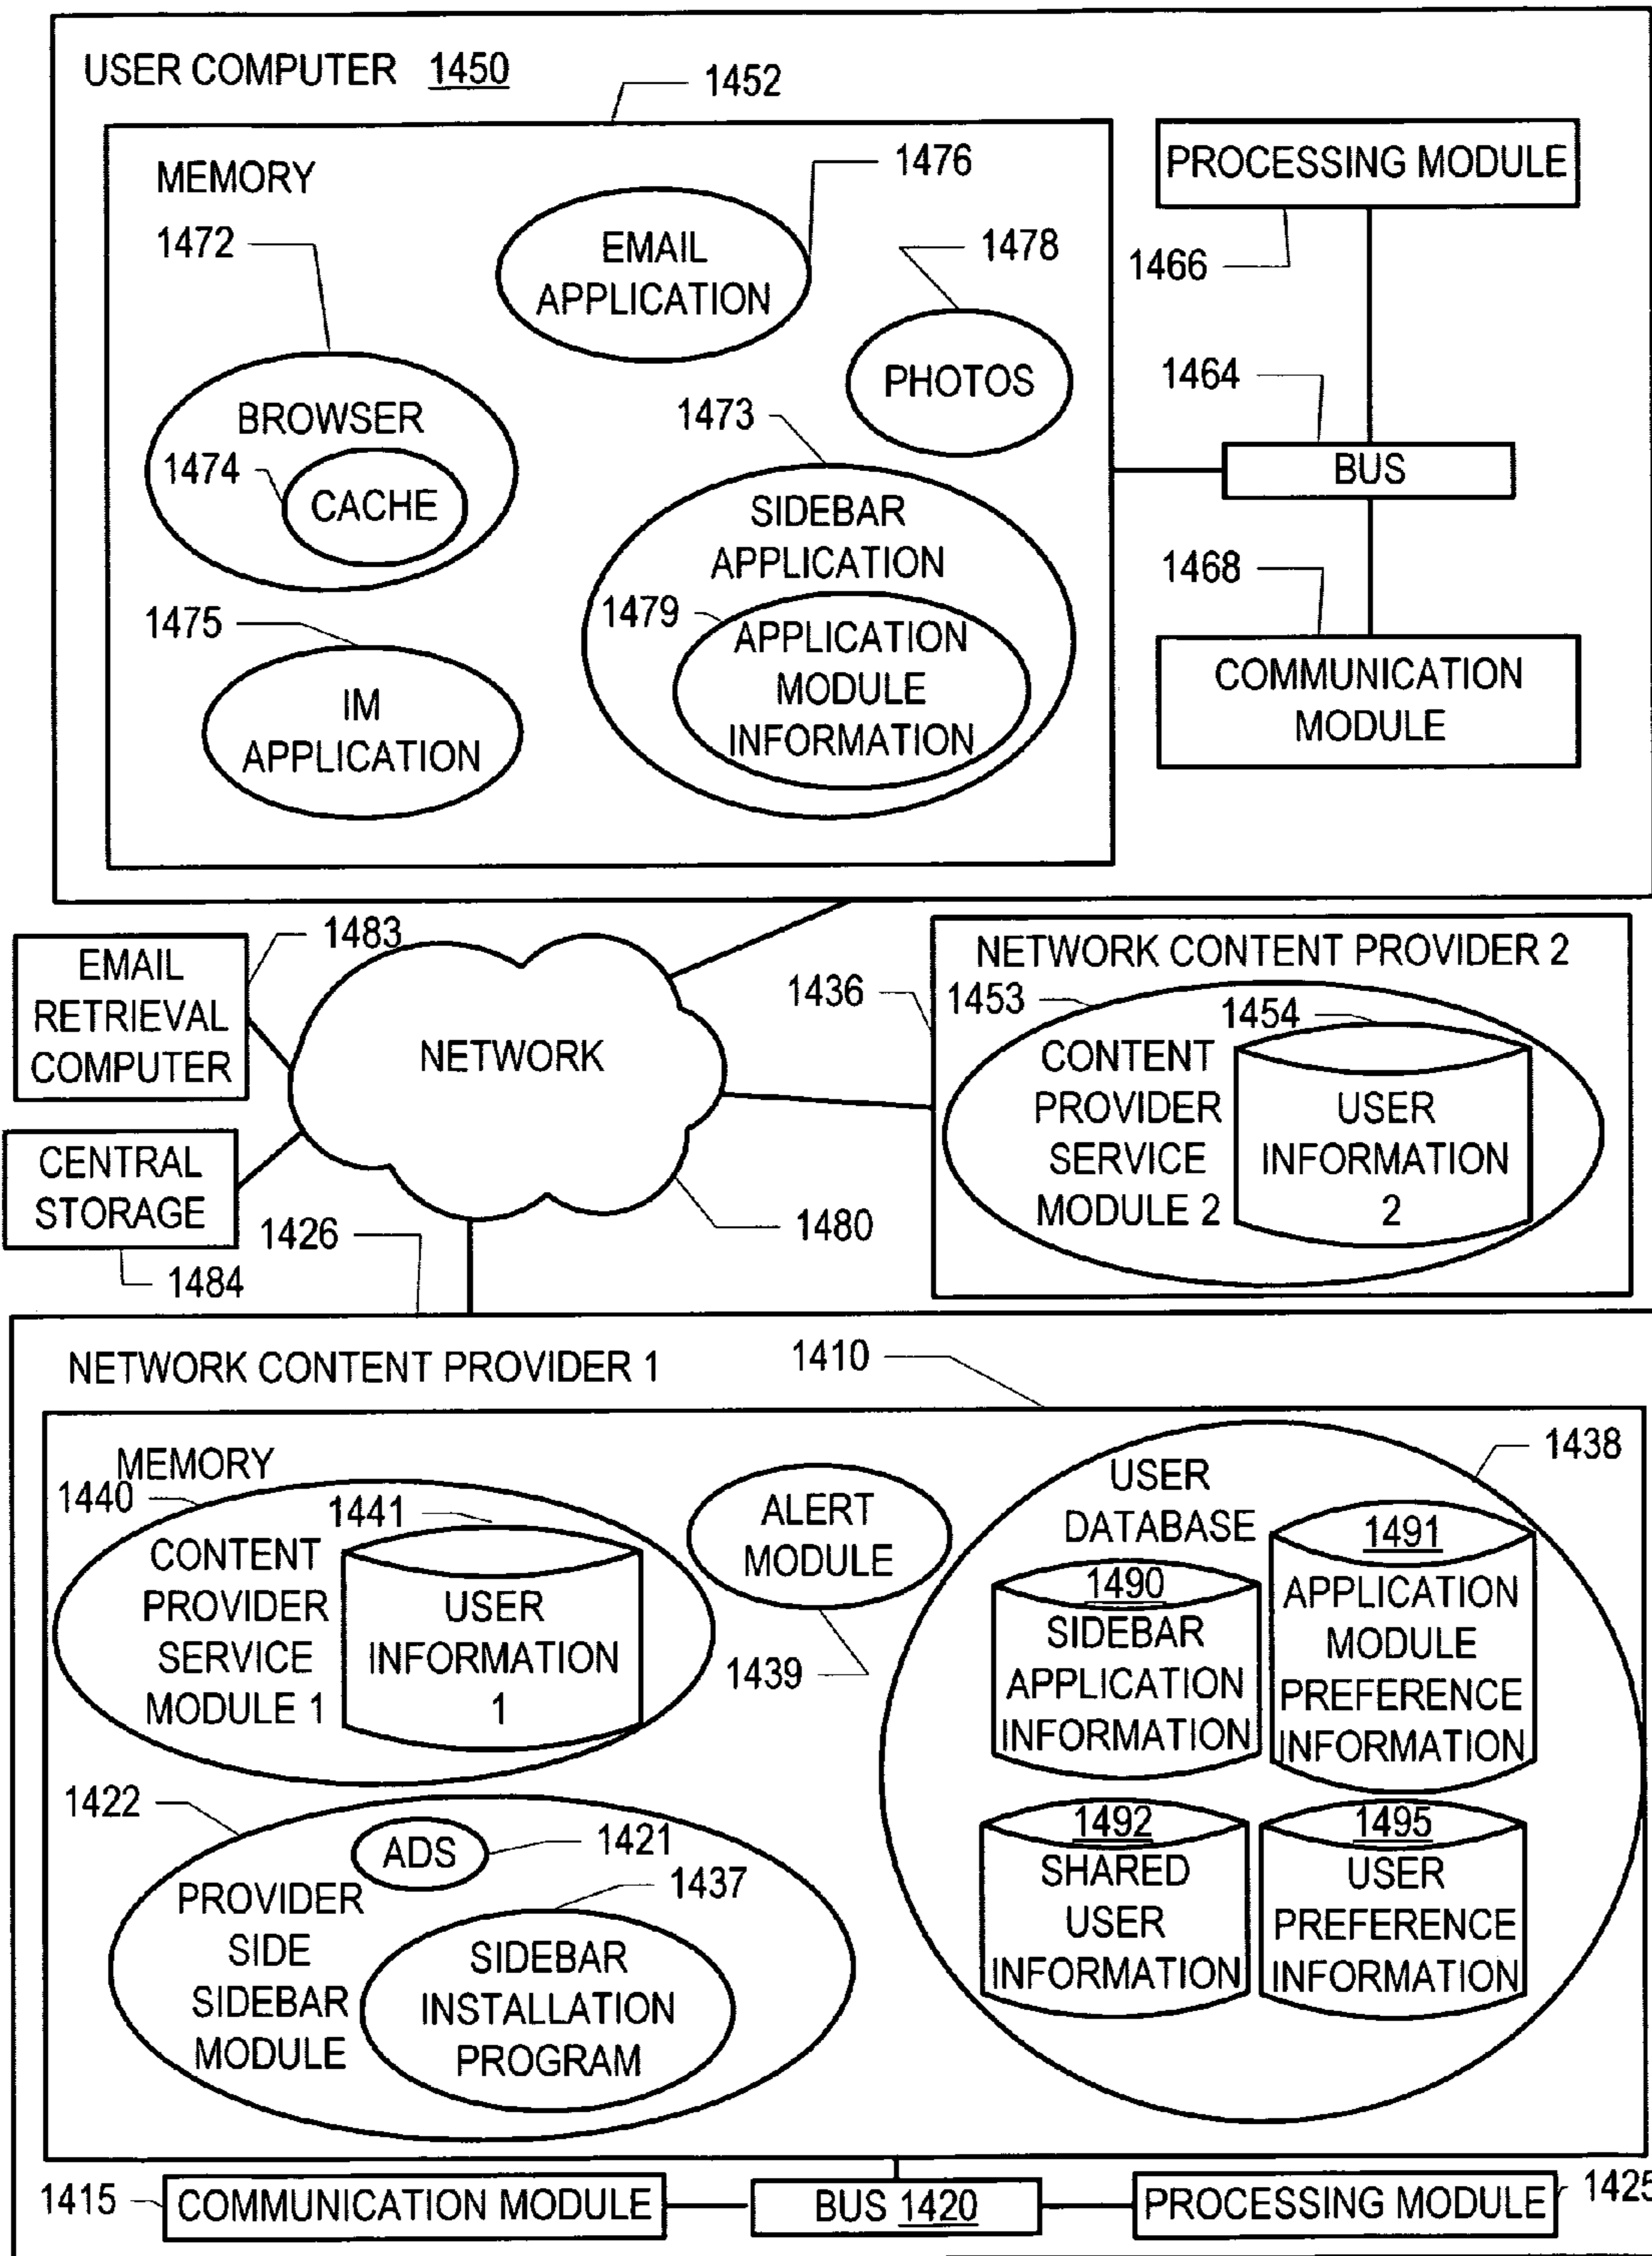 USER COMPUTER 1450
1452
MEMORY
1476
PROCESSING MODULE
1472
EMAIL
APPLICATION
1478
1466
PHOTOS
1464
BROWSER
1473
1474
CACHE
BUS
SIDEBAR
APPLICATION
1468
1479
APPLICATION
MODULE
INFORMATION
1475
IM
APPLICATION
COMMUNICATION
MODULE
1483
EMAIL
RETRIEVAL
COMPUTER
NETWORK
NETWORK CONTENT PROVIDER 2
1436
1453
1454
CONTENT
PROVIDER
SERVICE
MODULE 2
USER
INFORMATION
2
CENTRAL
STORAGE
1426
1480
1484
NETWORK CONTENT PROVIDER 1
1410
MEMORY
1438
1440
1441
CONTENT
PROVIDER
SERVICE
MODULE 1
USER
INFORMATION
1
ALERT
MODULE
1439
USER
DATABASE
1490
SIDEBAR
APPLICATION
INFORMATION
1491
APPLICATION
MODULE
PREFERENCE
INFORMATION
1422
ADS
1421
1437
PROVIDER
SIDE
SIDEBAR
MODULE
SIDEBAR
INSTALLATION
PROGRAM
1492
SHARED
USER
INFORMATION
1495
USER
PREFERENCE
INFORMATION
1415
COMMUNICATION MODULE
BUS 1420
PROCESSING MODULE
1425